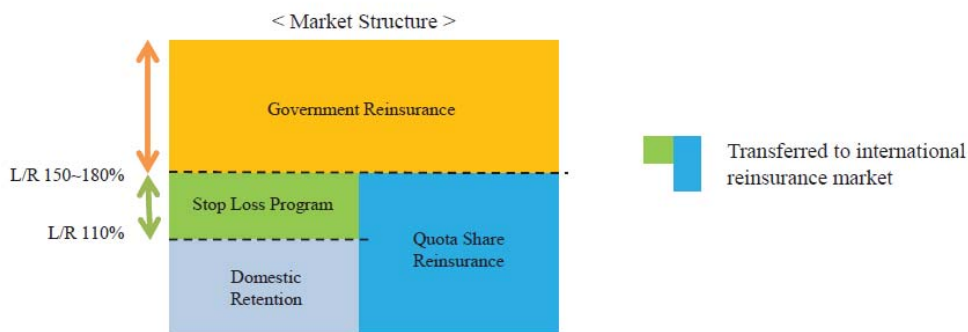 < Market Structure >
Government Reinsurance
L/R 150~180%
Stop Loss Program
L/R 110%
Quota Share
Reinsurance
Domestic
Retention
Transferred to international
reinsurance market